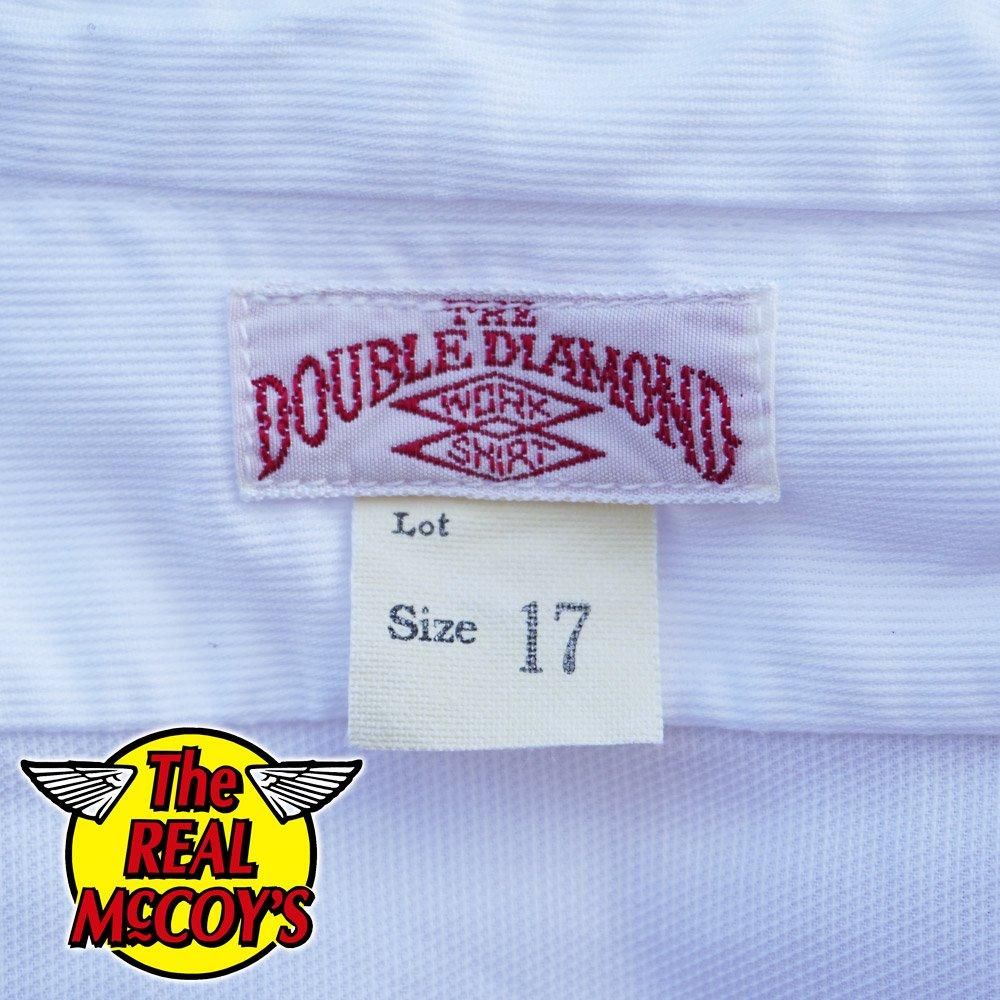 THE
DOUBLE DIAMOND
WORK
SHIRT
Lot
Size 17
The
REAL
McCOY'S